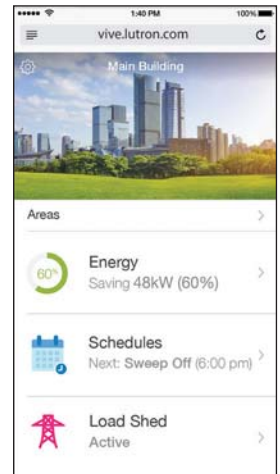 1:40 PM 100%
vive.lutron.com
Main Building
Areas
60%
Energy
Saving 48kW (60%)
Schedules
Next: Sweep Off (6:00 pm)
Load Shed
Active